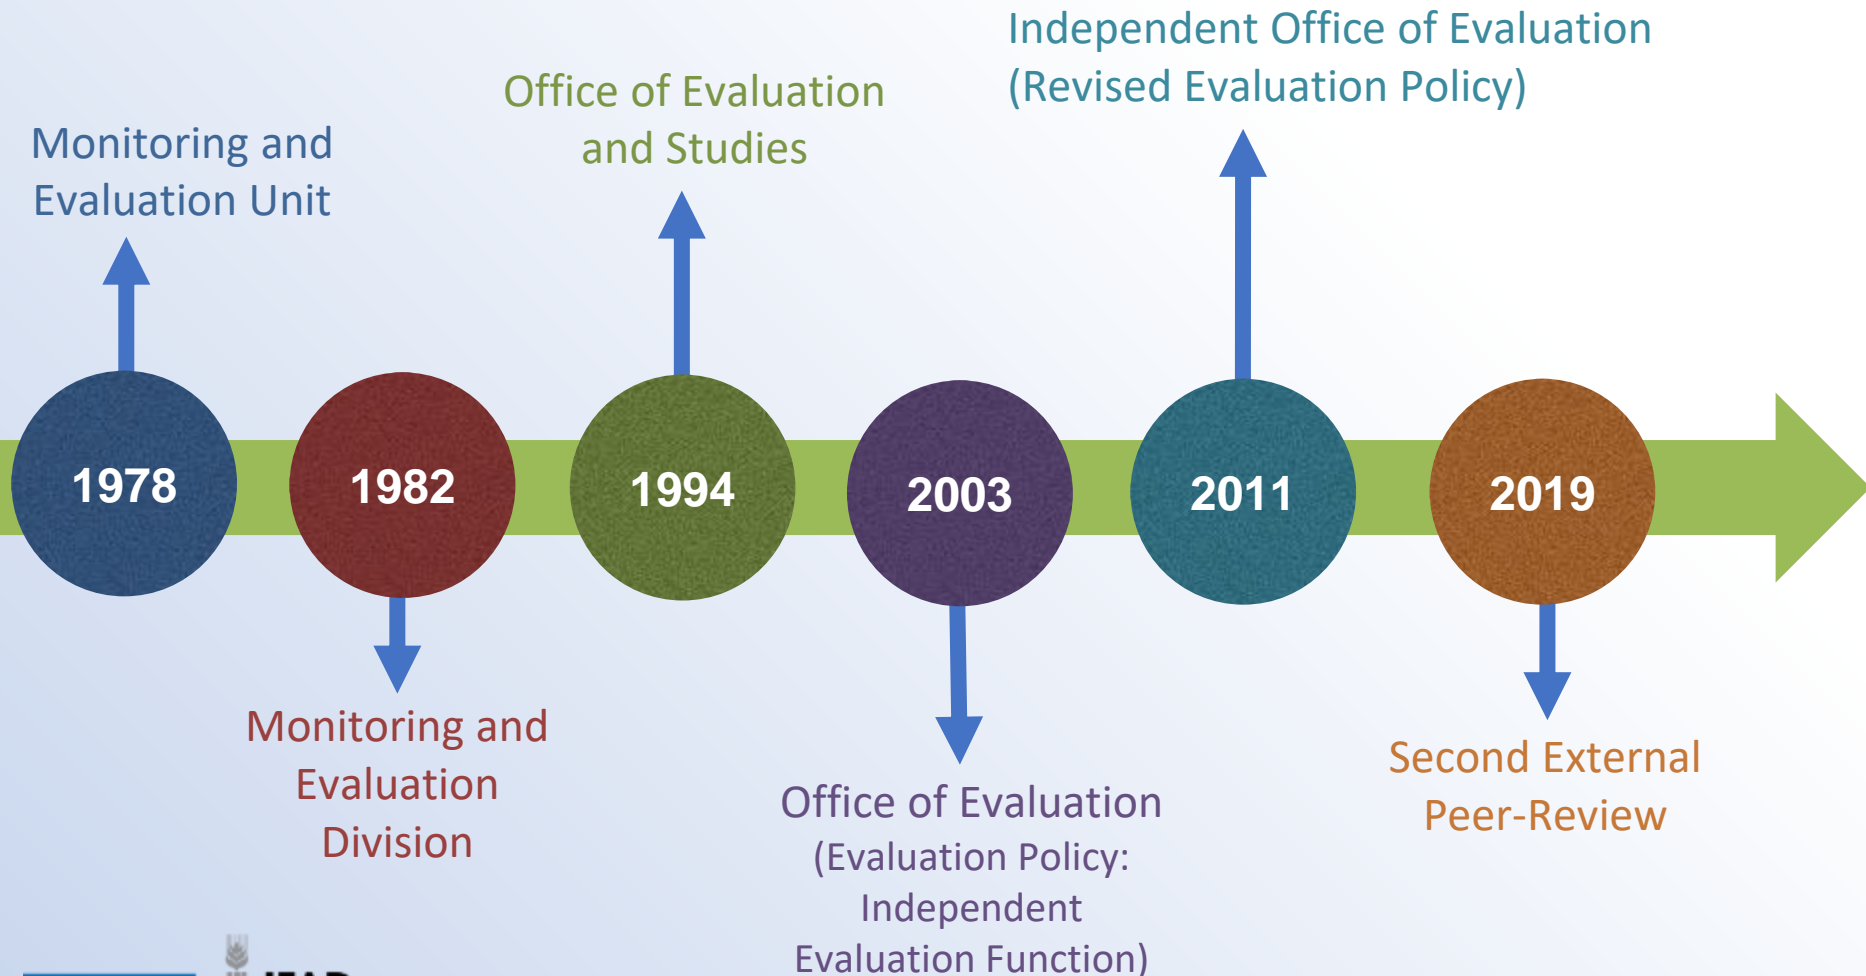 Independent Office of Evaluation
(Revised Evaluation Policy)
Office of Evaluation
and Studies
Monitoring and
Evaluation Unit
1978
1982
1994
2003
2011
2019
Monitoring and
Evaluation
Division
Office of Evaluation
(Evaluation Policy:
Independent
Evaluation Function)
Second External
Peer-Review
IFAD